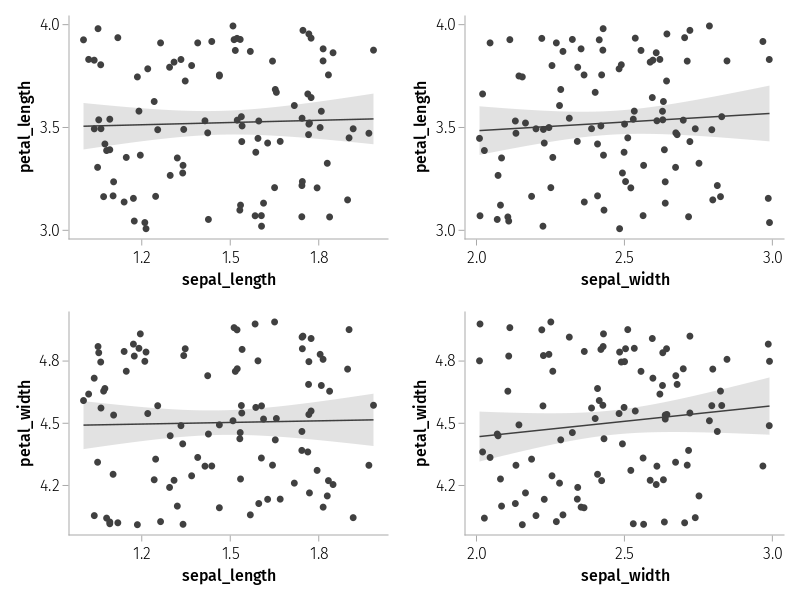 4.0
3.5
3.0
petal_length
1.2 1.5 1.8
sepal_length
4.0
3.5
3.0
petal_length
2.0 2.5 3.0
sepal_width
4.8
4.5
4.2
petal_width
1.2 1.5 1.8
sepal_length
4.8
4.5
4.2
petal_width
2.0 2.5 3.0
sepal_width